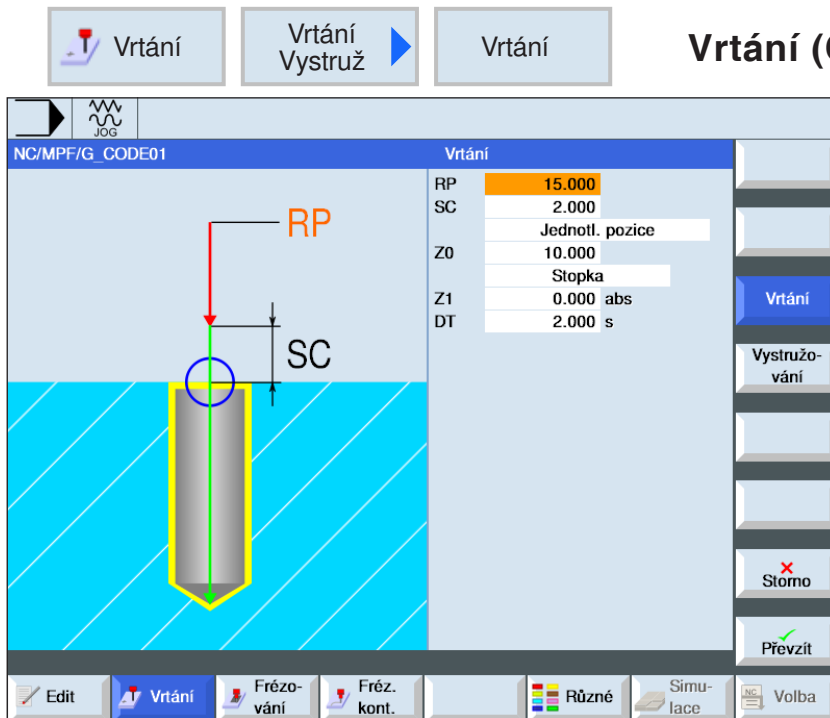 Vrtání
Vrtání
Vystruž
Vrtání
Vrtání (
JOG
NC/MPF/G_CODE01
Vrtání
RP
SC
RP 15.000
SC 2.000
Jednotl. pozice
Z0 10.000
Stopka
Z1 0.000 abs
DT 2.000 s
Vrtání
Vystružo-
vání
Storno
Převzít
Edit
Vrtání
Frézo-
vání
Fréz.
kont.
Různé
Simu-
lace
NC
Volba